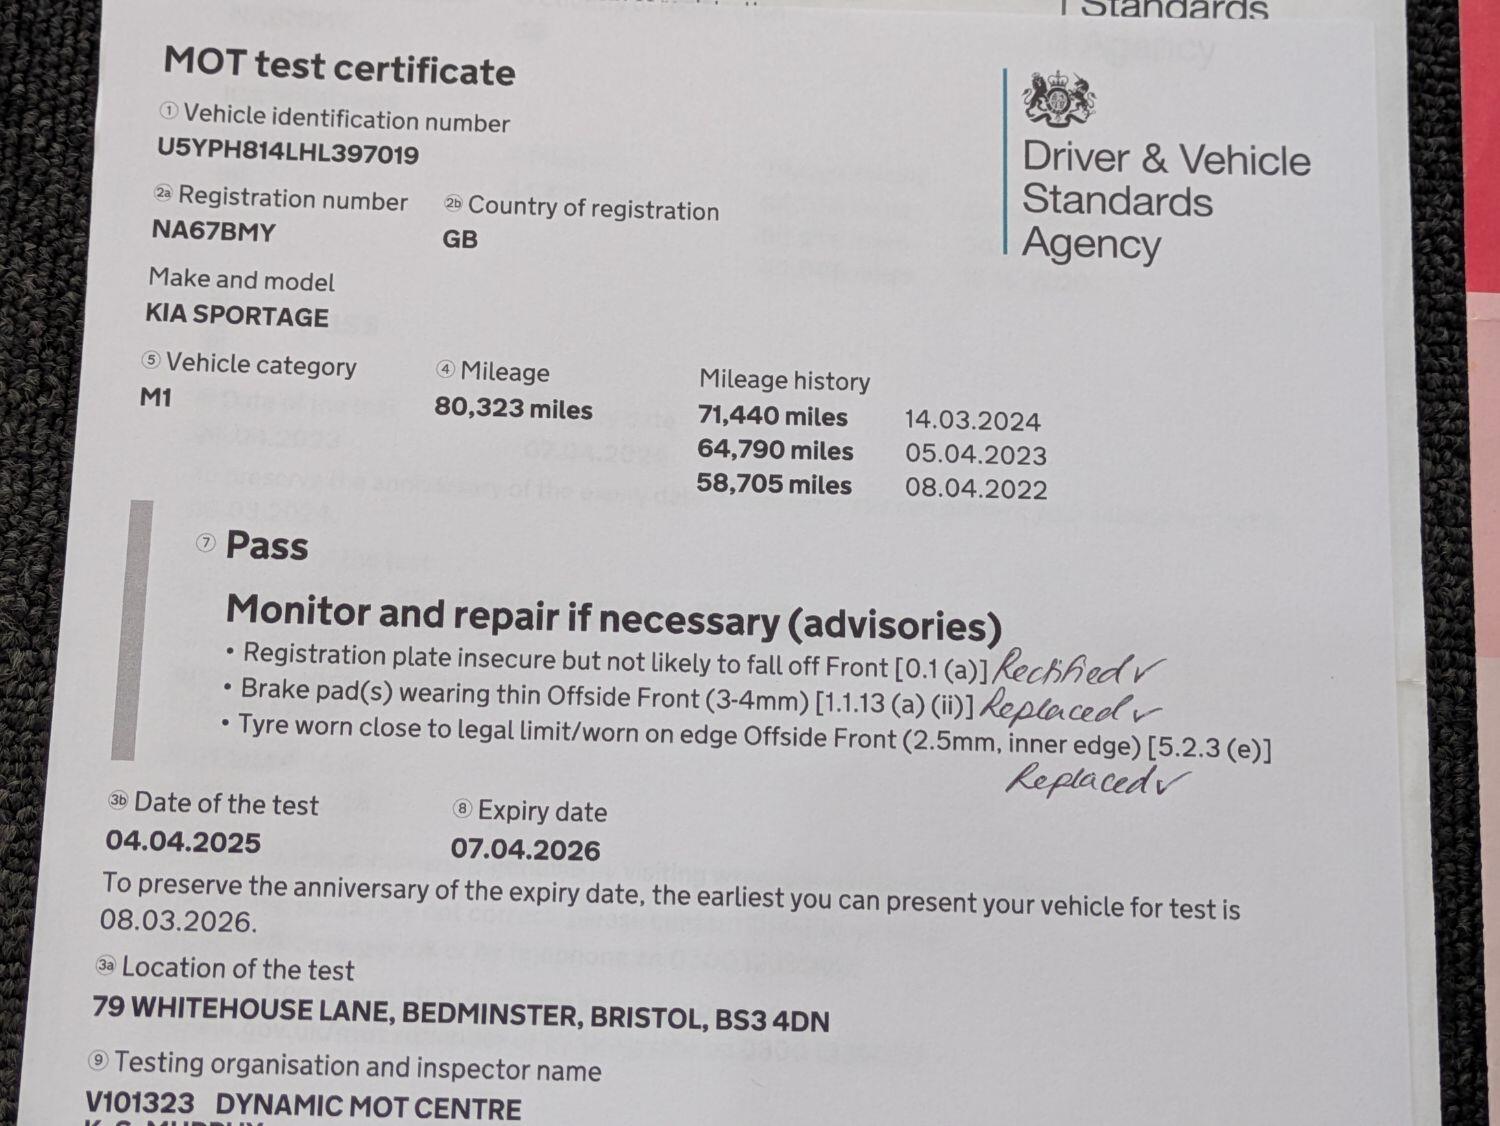 Standards
Agency
MOT test certificate
① Vehicle identification number
U5YPH814LHL397019
2a Registration number
NA67BMY
2b Country of registration
GB
Make and model
KIA SPORTAGE
Driver & Vehicle
Standards
Agency
⑤ Vehicle category
M1
④ Mileage
80,323 miles
Mileage history
71,440 miles 14.03.2024
64,790 miles 05.04.2023
58,705 miles 08.04.2022
⑦ Pass
Monitor and repair if necessary (advisories)
• Registration plate insecure but not likely to fall off Front [0.1 (a)] Rectified ✓
• Brake pad(s) wearing thin Offside Front (3-4mm) [1.1.13 (a) (ii)] Replaced ✓
• Tyre worn close to legal limit/worn on edge Offside Front (2.5mm, inner edge) [5.2.3 (e)]
Replaced ✓
3b Date of the test
04.04.2025
⑧ Expiry date
07.04.2026
To preserve the anniversary of the expiry date, the earliest you can present your vehicle for test is
08.03.2026.
3a Location of the test
79 WHITEHOUSE LANE, BEDMINSTER, BRISTOL, BS3 4DN
⑨ Testing organisation and inspector name
V101323 DYNAMIC MOT CENTRE